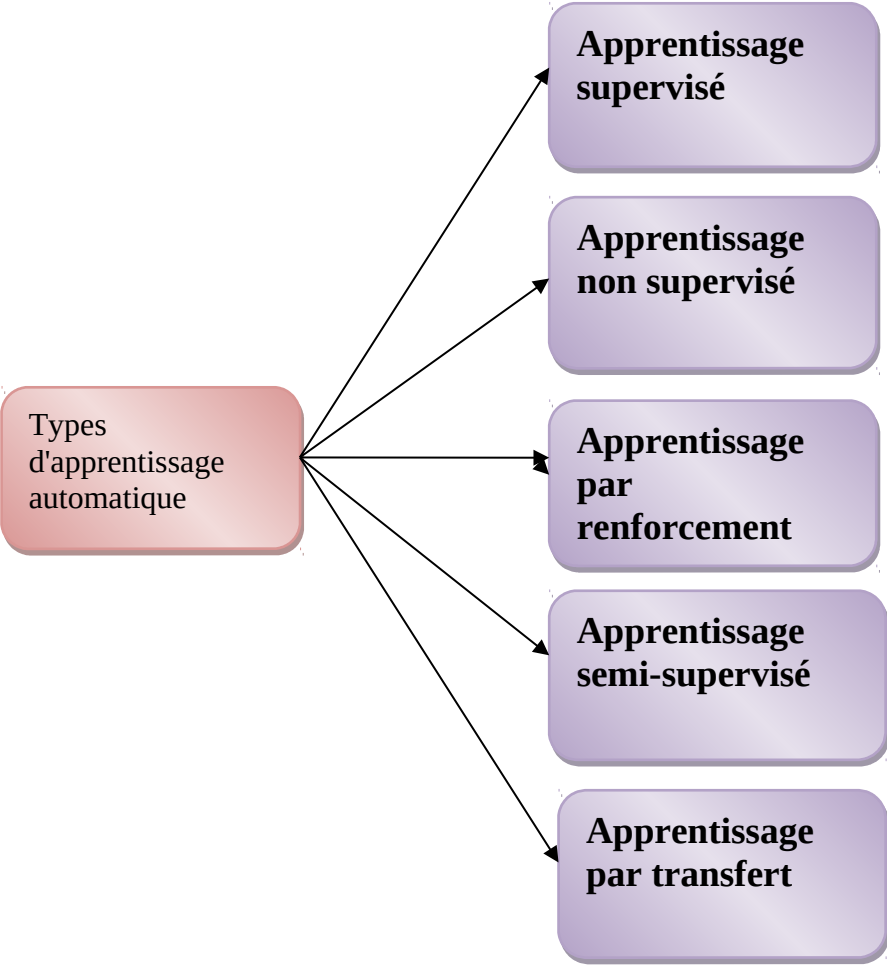 Apprentissage
supervisé
Apprentissage
non supervisé
Types
d'apprentissage
automatique
Apprentissage
par
renforcement
Apprentissage
semi-supervisé
Apprentissage
par transfert